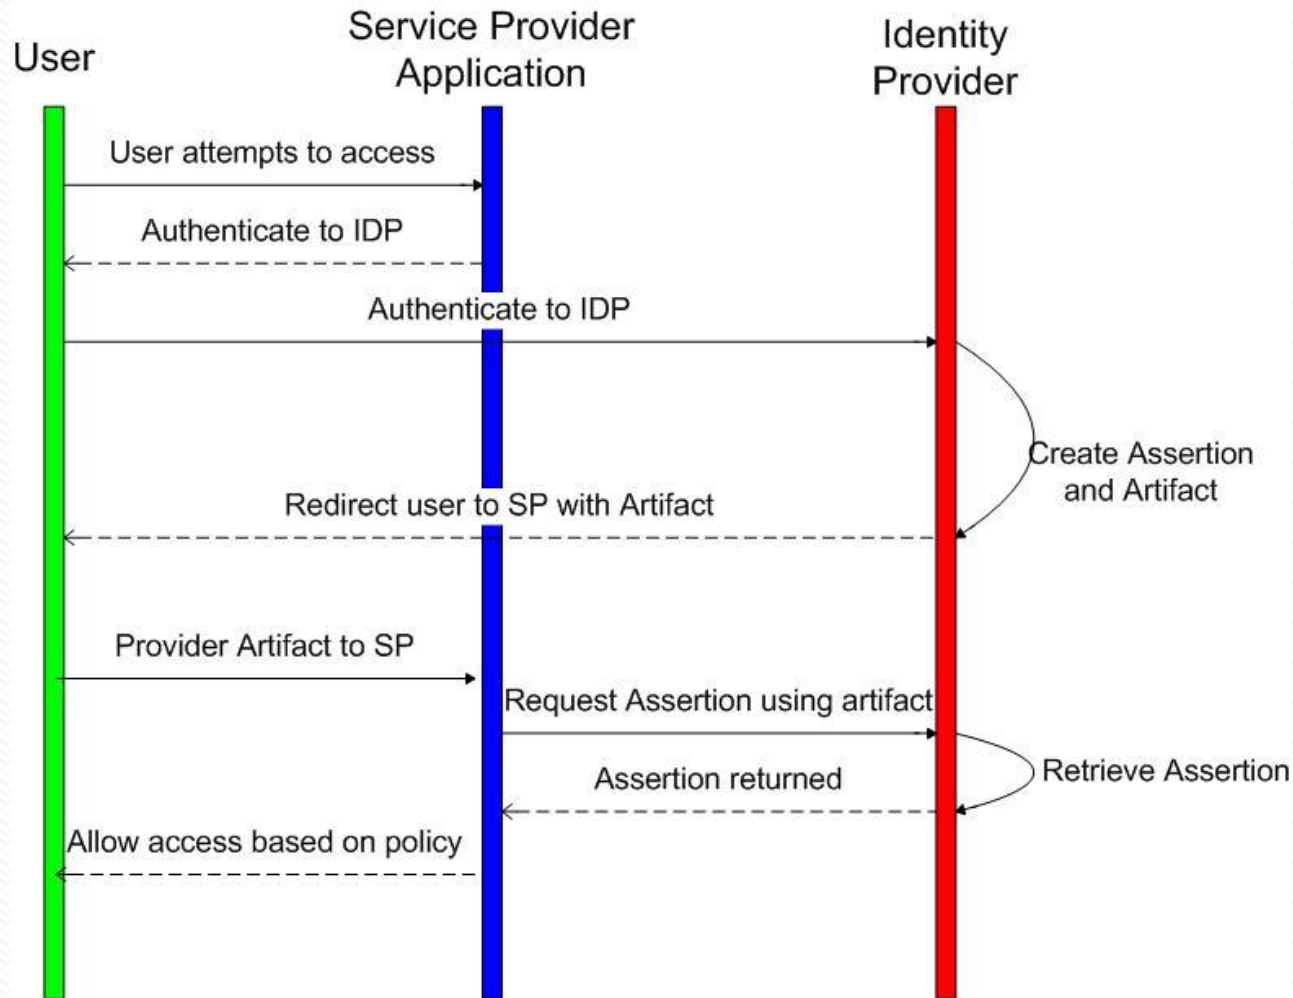 User
Service Provider
Application
Identity
Provider
User attempts to access
Authenticate to IDP
Authenticate to IDP
Create Assertion
and Artifact
Redirect user to SP with Artifact
Provider Artifact to SP
Request Assertion using artifact
Retrieve Assertion
Assertion returned
Allow access based on policy